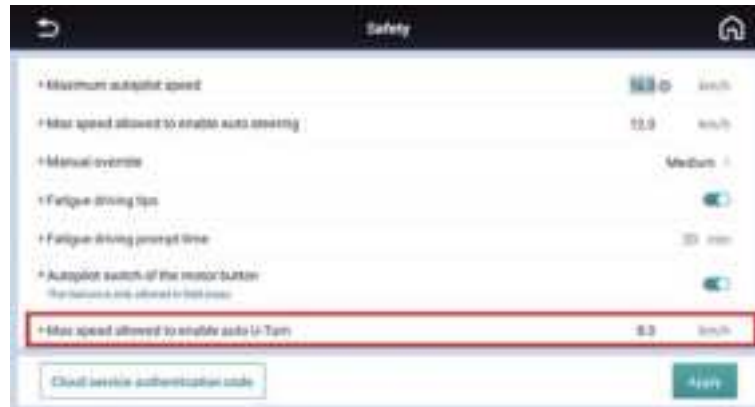 Safety
* Maximum autopilot speed km/h
* Max speed allowed to enable auto steering 12.0 km/h
* Manual override Medium >
* Fatigue driving tips
* Fatigue driving prompt time min
* Autopilot switch of the motor button
* Max speed allowed to enable auto U-Turn km/h
Cloud service authentication code Apply